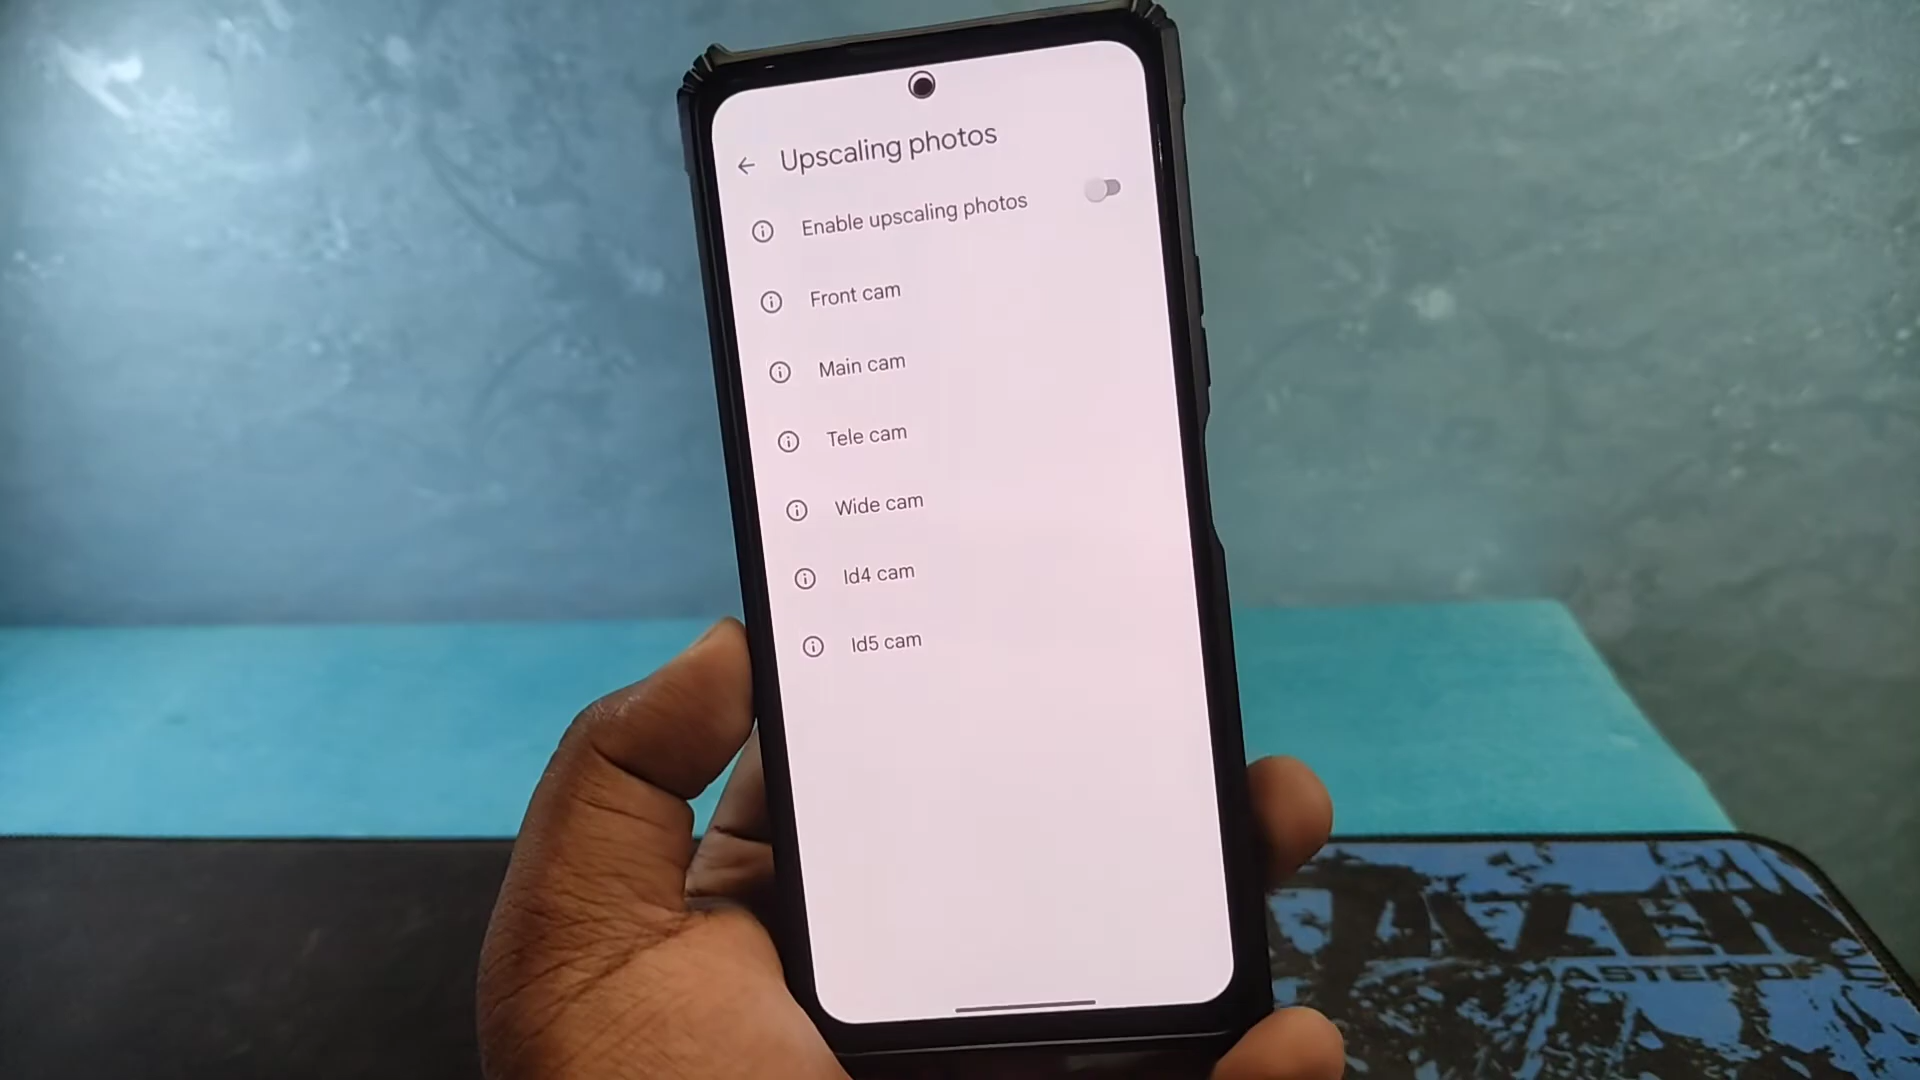 Upscaling photos
Enable upscaling photos
Front cam
Main cam
Tele cam
Wide cam
Id4 cam
Id5 cam